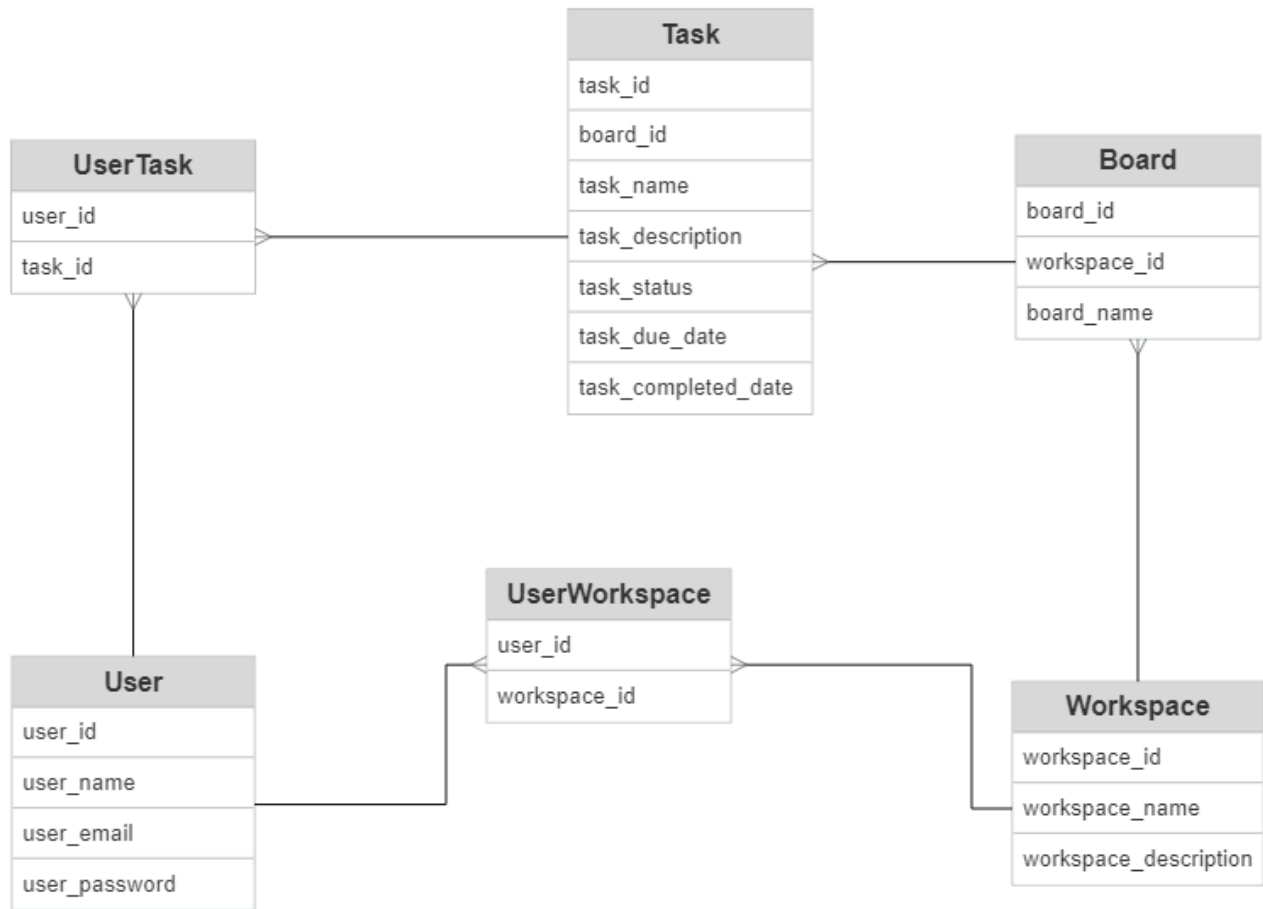 Task
task_id
board_id
task_name
task_description
task_status
task_due_date
task_completed_date
UserTask
user_id
task_id
Board
board_id
workspace_id
board_name
UserWorkspace
user_id
workspace_id
User
user_id
user_name
user_email
user_password
Workspace
workspace_id
workspace_name
workspace_description